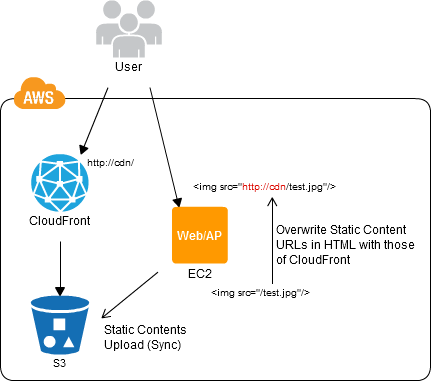 User
AWS
http://cdn/
<img src="http://cdn/test.jpg"/>
CloudFront
Web/AP
Overwrite Static Content
URLs in HTML with those
of CloudFront
EC2
<img src="/test.jpg"/>
Static Contents
Upload (Sync)
S3